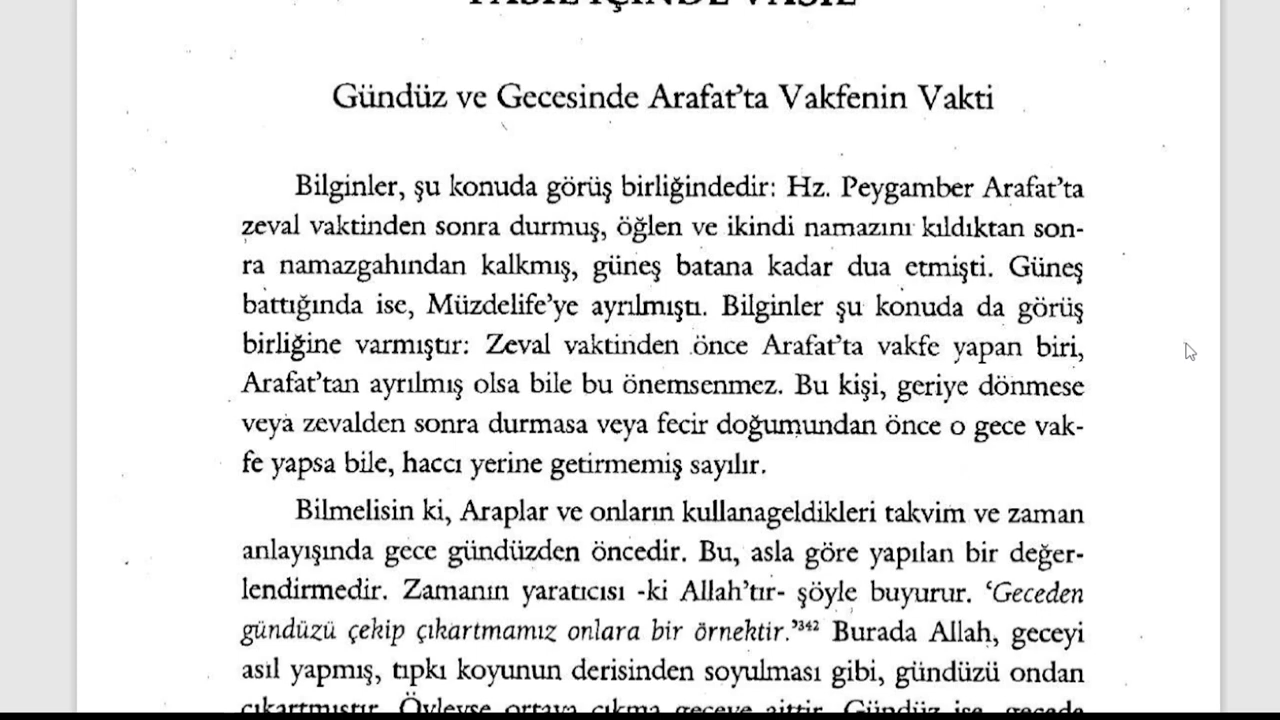 FASIL İÇİNDE VASIL
Gündüz ve Gecesinde Arafat’ta Vakfenin Vakti
Bilginler, şu konuda görüş birliğindedir: Hz. Peygamber Arafat’ta
zeval vaktinden sonra durmuş, öğlen ve ikindi namazını kıldıktan son-
ra namazgahından kalkmış, güneş batana kadar dua etmişti. Güneş
battığında ise, Müzdelife’ye ayrılmıştı. Bilginler şu konuda da görüş
birliğine varmıştır: Zeval vaktinden önce Arafat’ta vakfe yapan biri,
Arafat’tan ayrılmış olsa bile bu önemsenmez. Bu kişi, geriye dönmese
veya zevalden sonra durmasa veya fecir doğumundan önce o gece vak-
fe yapsa bile, haccı yerine getirmemiş sayılır.
Bilmelisin ki, Araplar ve onların kullanageldikleri takvim ve zaman
anlayışında gece gündüzden öncedir. Bu, asla göre yapılan bir değer-
lendirmedir. Zamanın yaratıcısı -ki Allah’tır- şöyle buyurur. ‘Geceden
gündüzü çekip çıkartmamız onlara bir örnektir.’³⁴² Burada Allah, geceyi
asıl yapmış, tıpkı koyunun derisinden soyulması gibi, gündüzü ondan
çıkartmıştır. Öyleyse ortaya çıkma geceye aittir. Gündüz ise, gecede